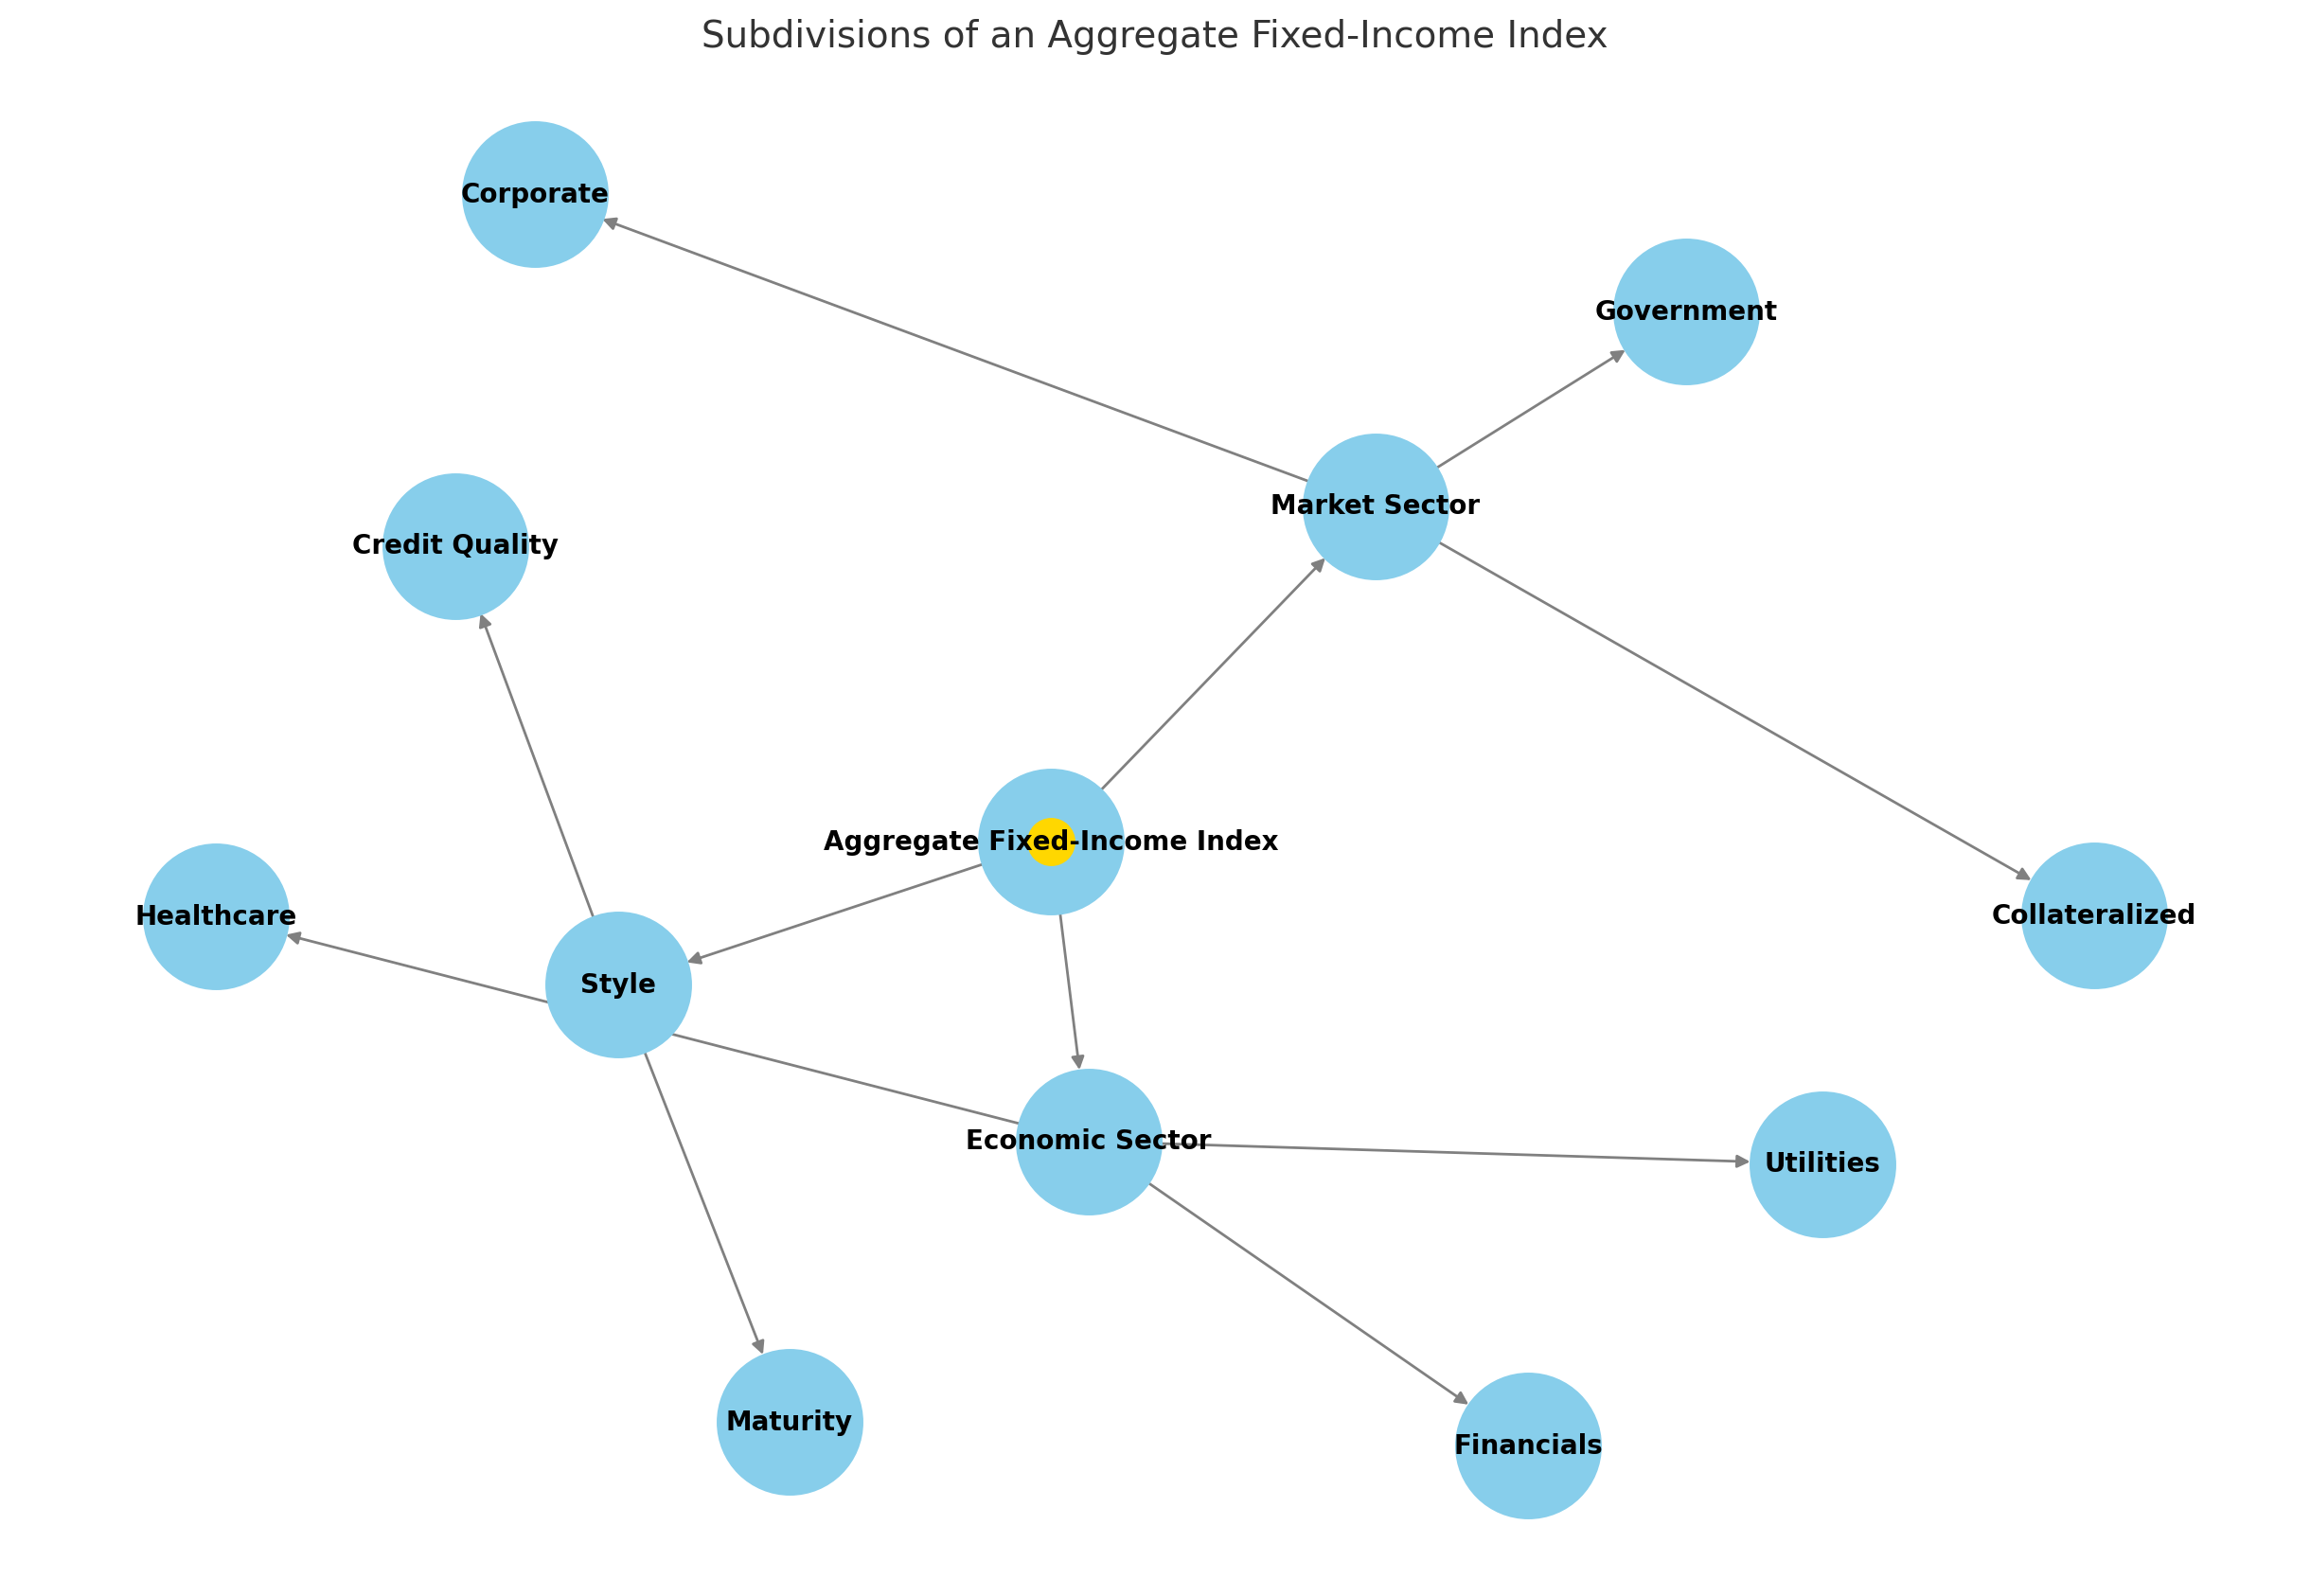 Subdivisions of an Aggregate Fixed-Income Index
Corporate
Government
Market Sector
Credit Quality
Aggregate Fixed-Income Index
Healthcare
Collateralized
Style
Economic Sector
Utilities
Maturity
Financials